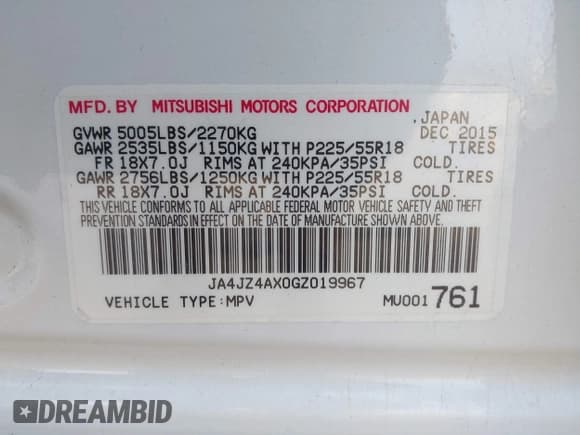 MFD. BY MITSUBISHI MOTORS CORPORATION JAPAN
GVWR 5005LBS/2270KG DEC 2015
GAWR 2535LBS/1150KG WITH P225/55R18 TIRES
FR 18X7.0J RIMS AT 240KPA/35PSI COLD.
GAWR 2756LBS/1250KG WITH P225/55R18 TIRES
RR 18X7.0J RIMS AT 240KPA/35PSI COLD.
THIS VEHICLE CONFORMS TO ALL APPLICABLE FEDERAL MOTOR VEHICLE SAFETY AND THEFT
PREVENTION STANDARDS IN EFFECT ON THE DATE OF MANUFACTURE SHOWN ABOVE.
JA4JZ4AX0GZ019967
VEHICLE TYPE:MPV MU001 761
DREAMBID